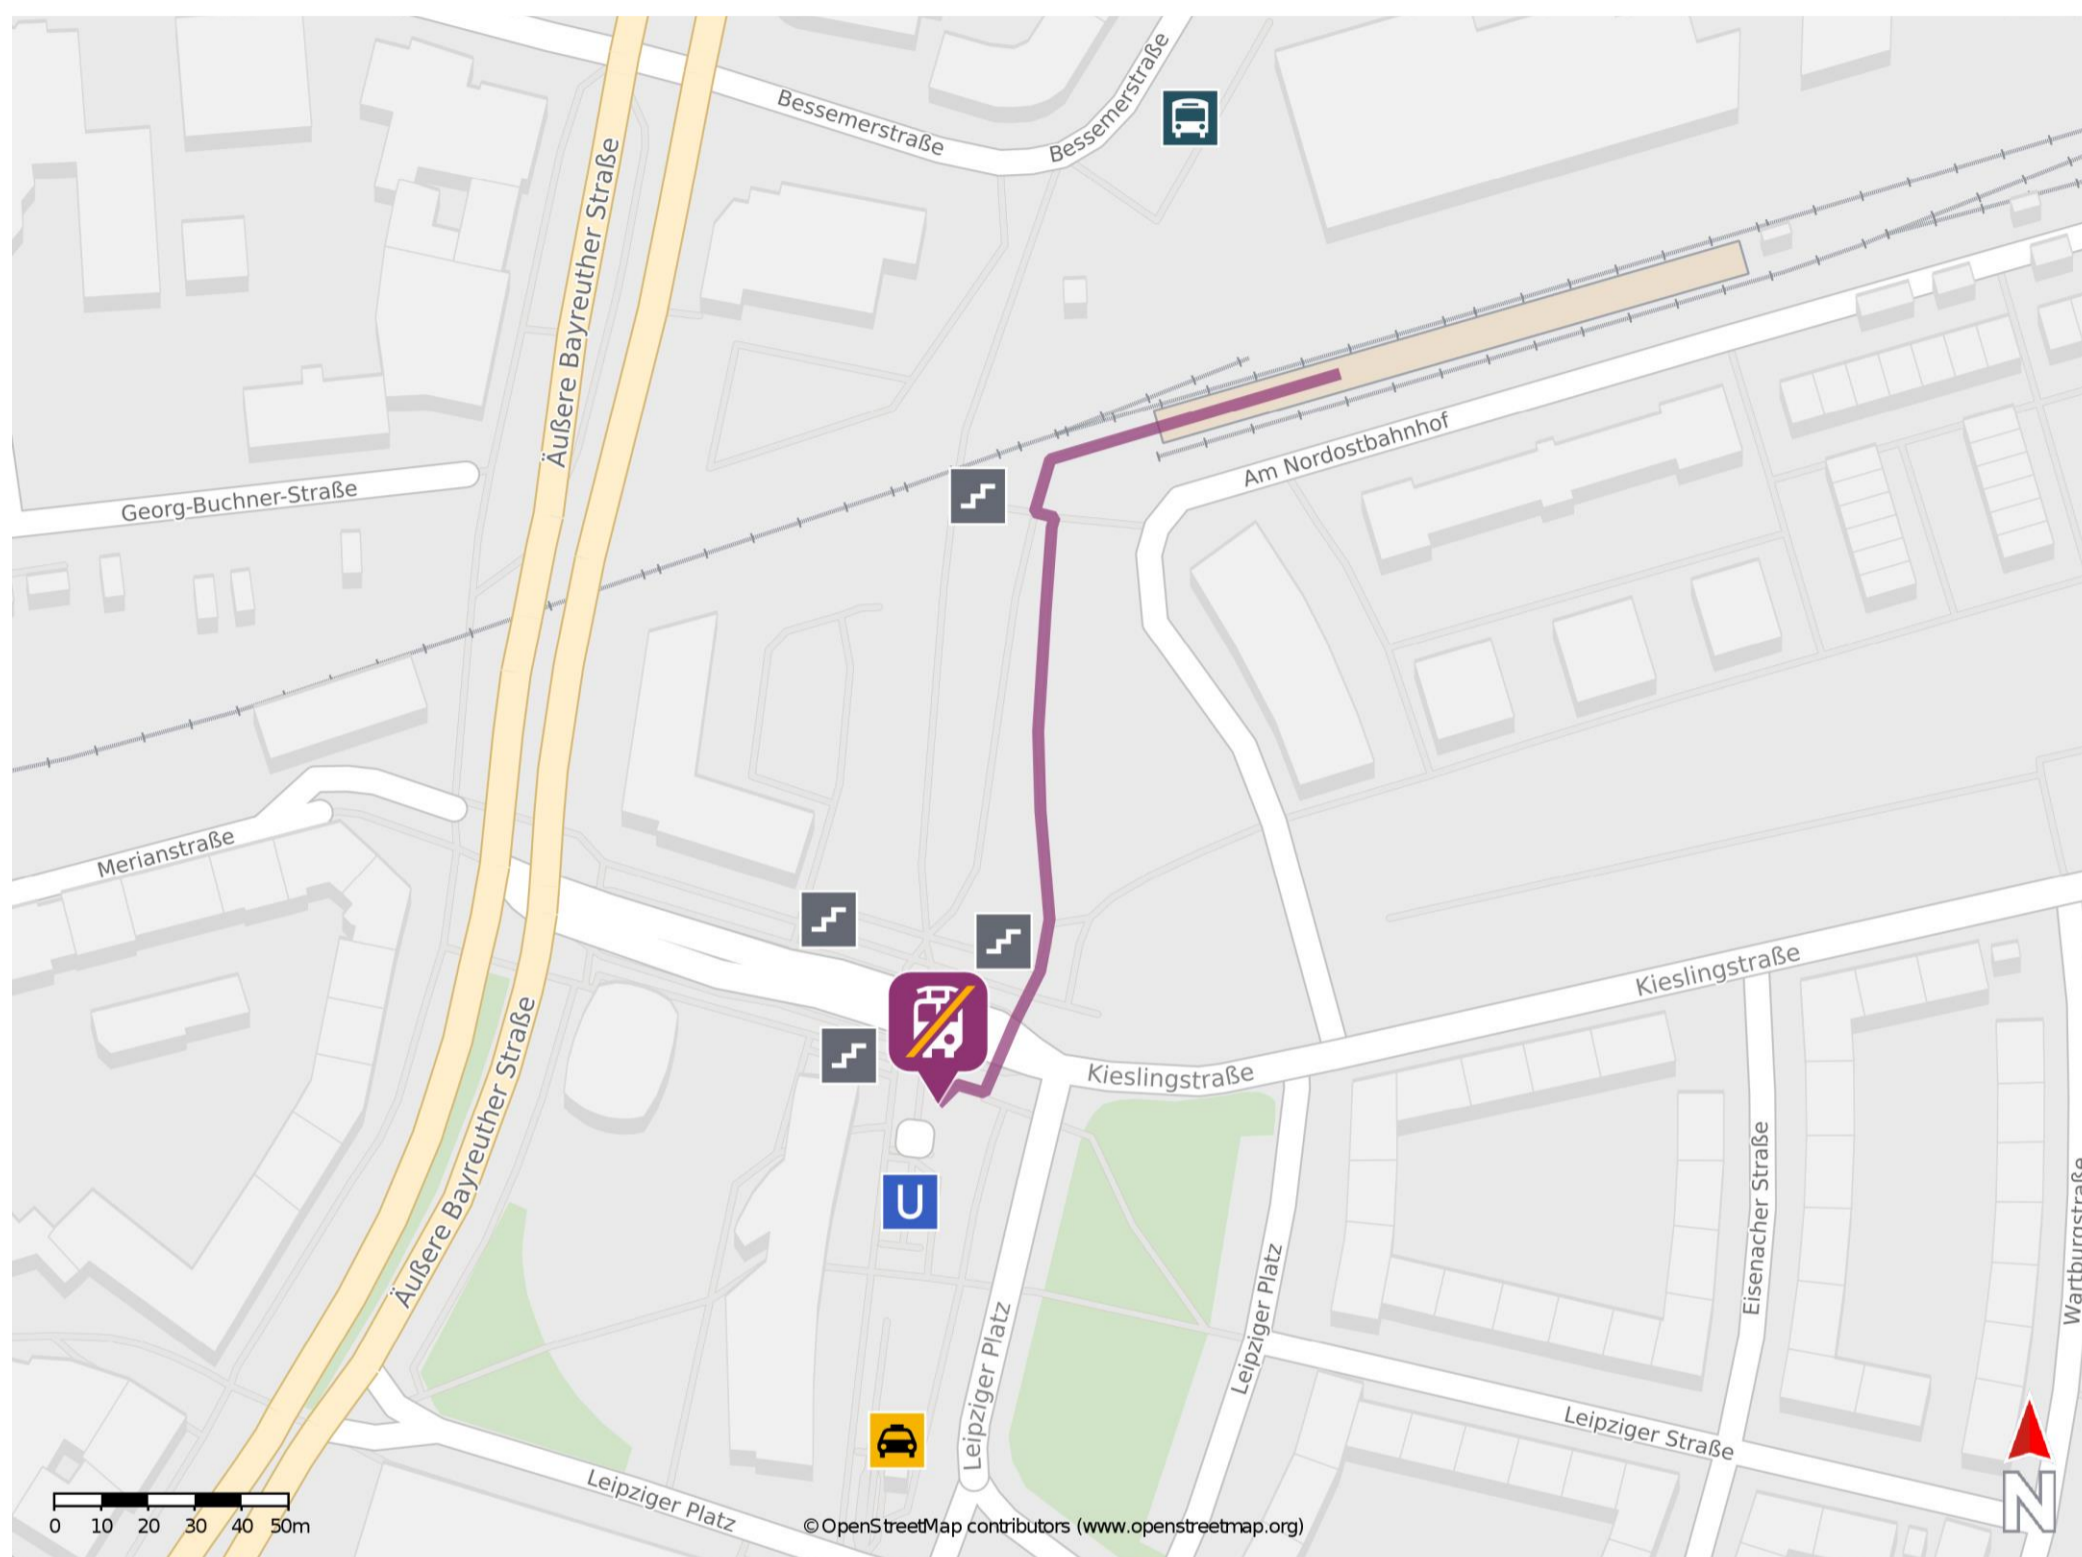 Bessemerstraße
Bessemerstraße
Äußere Bayreuther Straße
Am Nordostbahnhof
Georg-Buchner-Straße
Merianstraße
Kieslingstraße
Kieslingstraße
Äußere Bayreuther Straße
U
Eisenacher Straße
Wartburgstraße
Leipziger Platz
Leipziger Platz
Leipziger Straße
Leipziger Platz
N
0 10 20 30 40 50m
© OpenStreetMap contributors (www.openstreetmap.org)